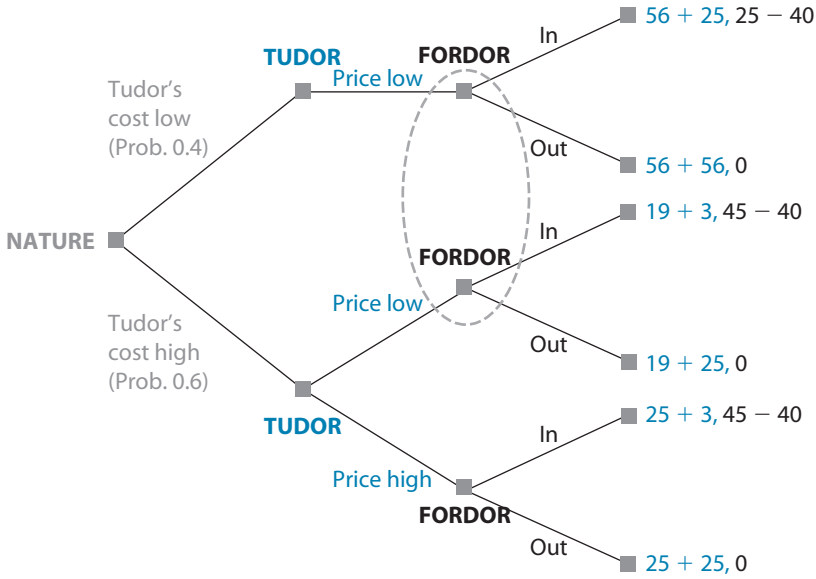 In
56 + 25, 25 − 40
TUDOR
FORDOR
Price low
Tudor's
cost low
(Prob. 0.4)
Out
56 + 56, 0
19 + 3, 45 − 40
In
NATURE
FORDOR
Price low
Tudor's
cost high
(Prob. 0.6)
Out
19 + 25, 0
25 + 3, 45 − 40
TUDOR
In
Price high
FORDOR
Out
25 + 25, 0